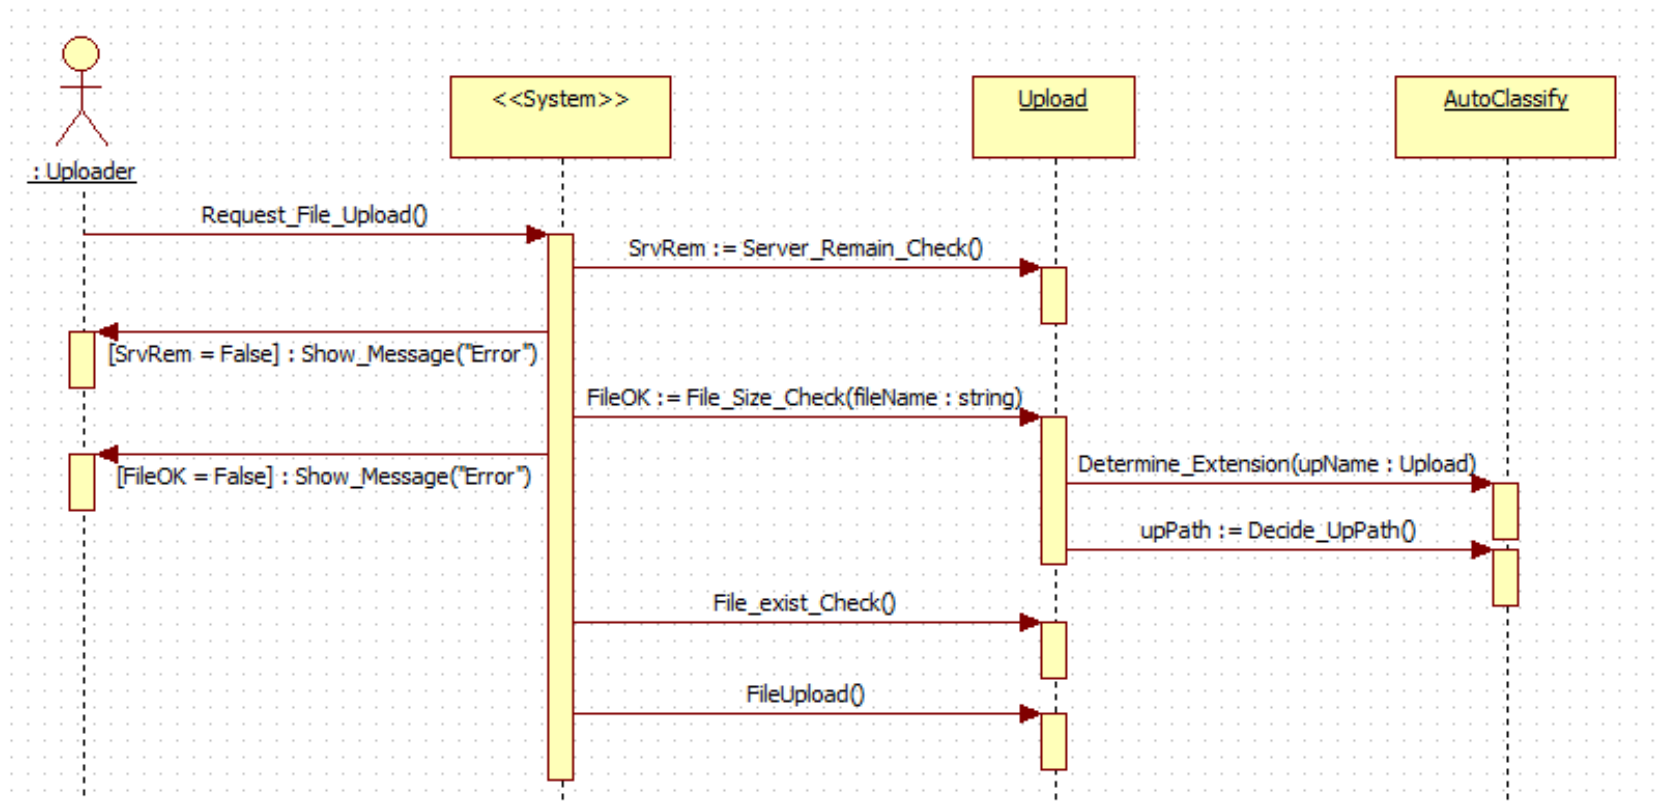 <<System>>
Upload
AutoClassify
: Uploader
Request_File_Upload()
SrvRem := Server_Remain_Check()
[SrvRem = False] : Show_Message("Error")
FileOK := File_Size_Check(fileName : string)
Determine_Extension(upName : Upload)
[FileOK = False] : Show_Message("Error")
upPath := Decide_UpPath()
File_exist_Check()
FileUpload()